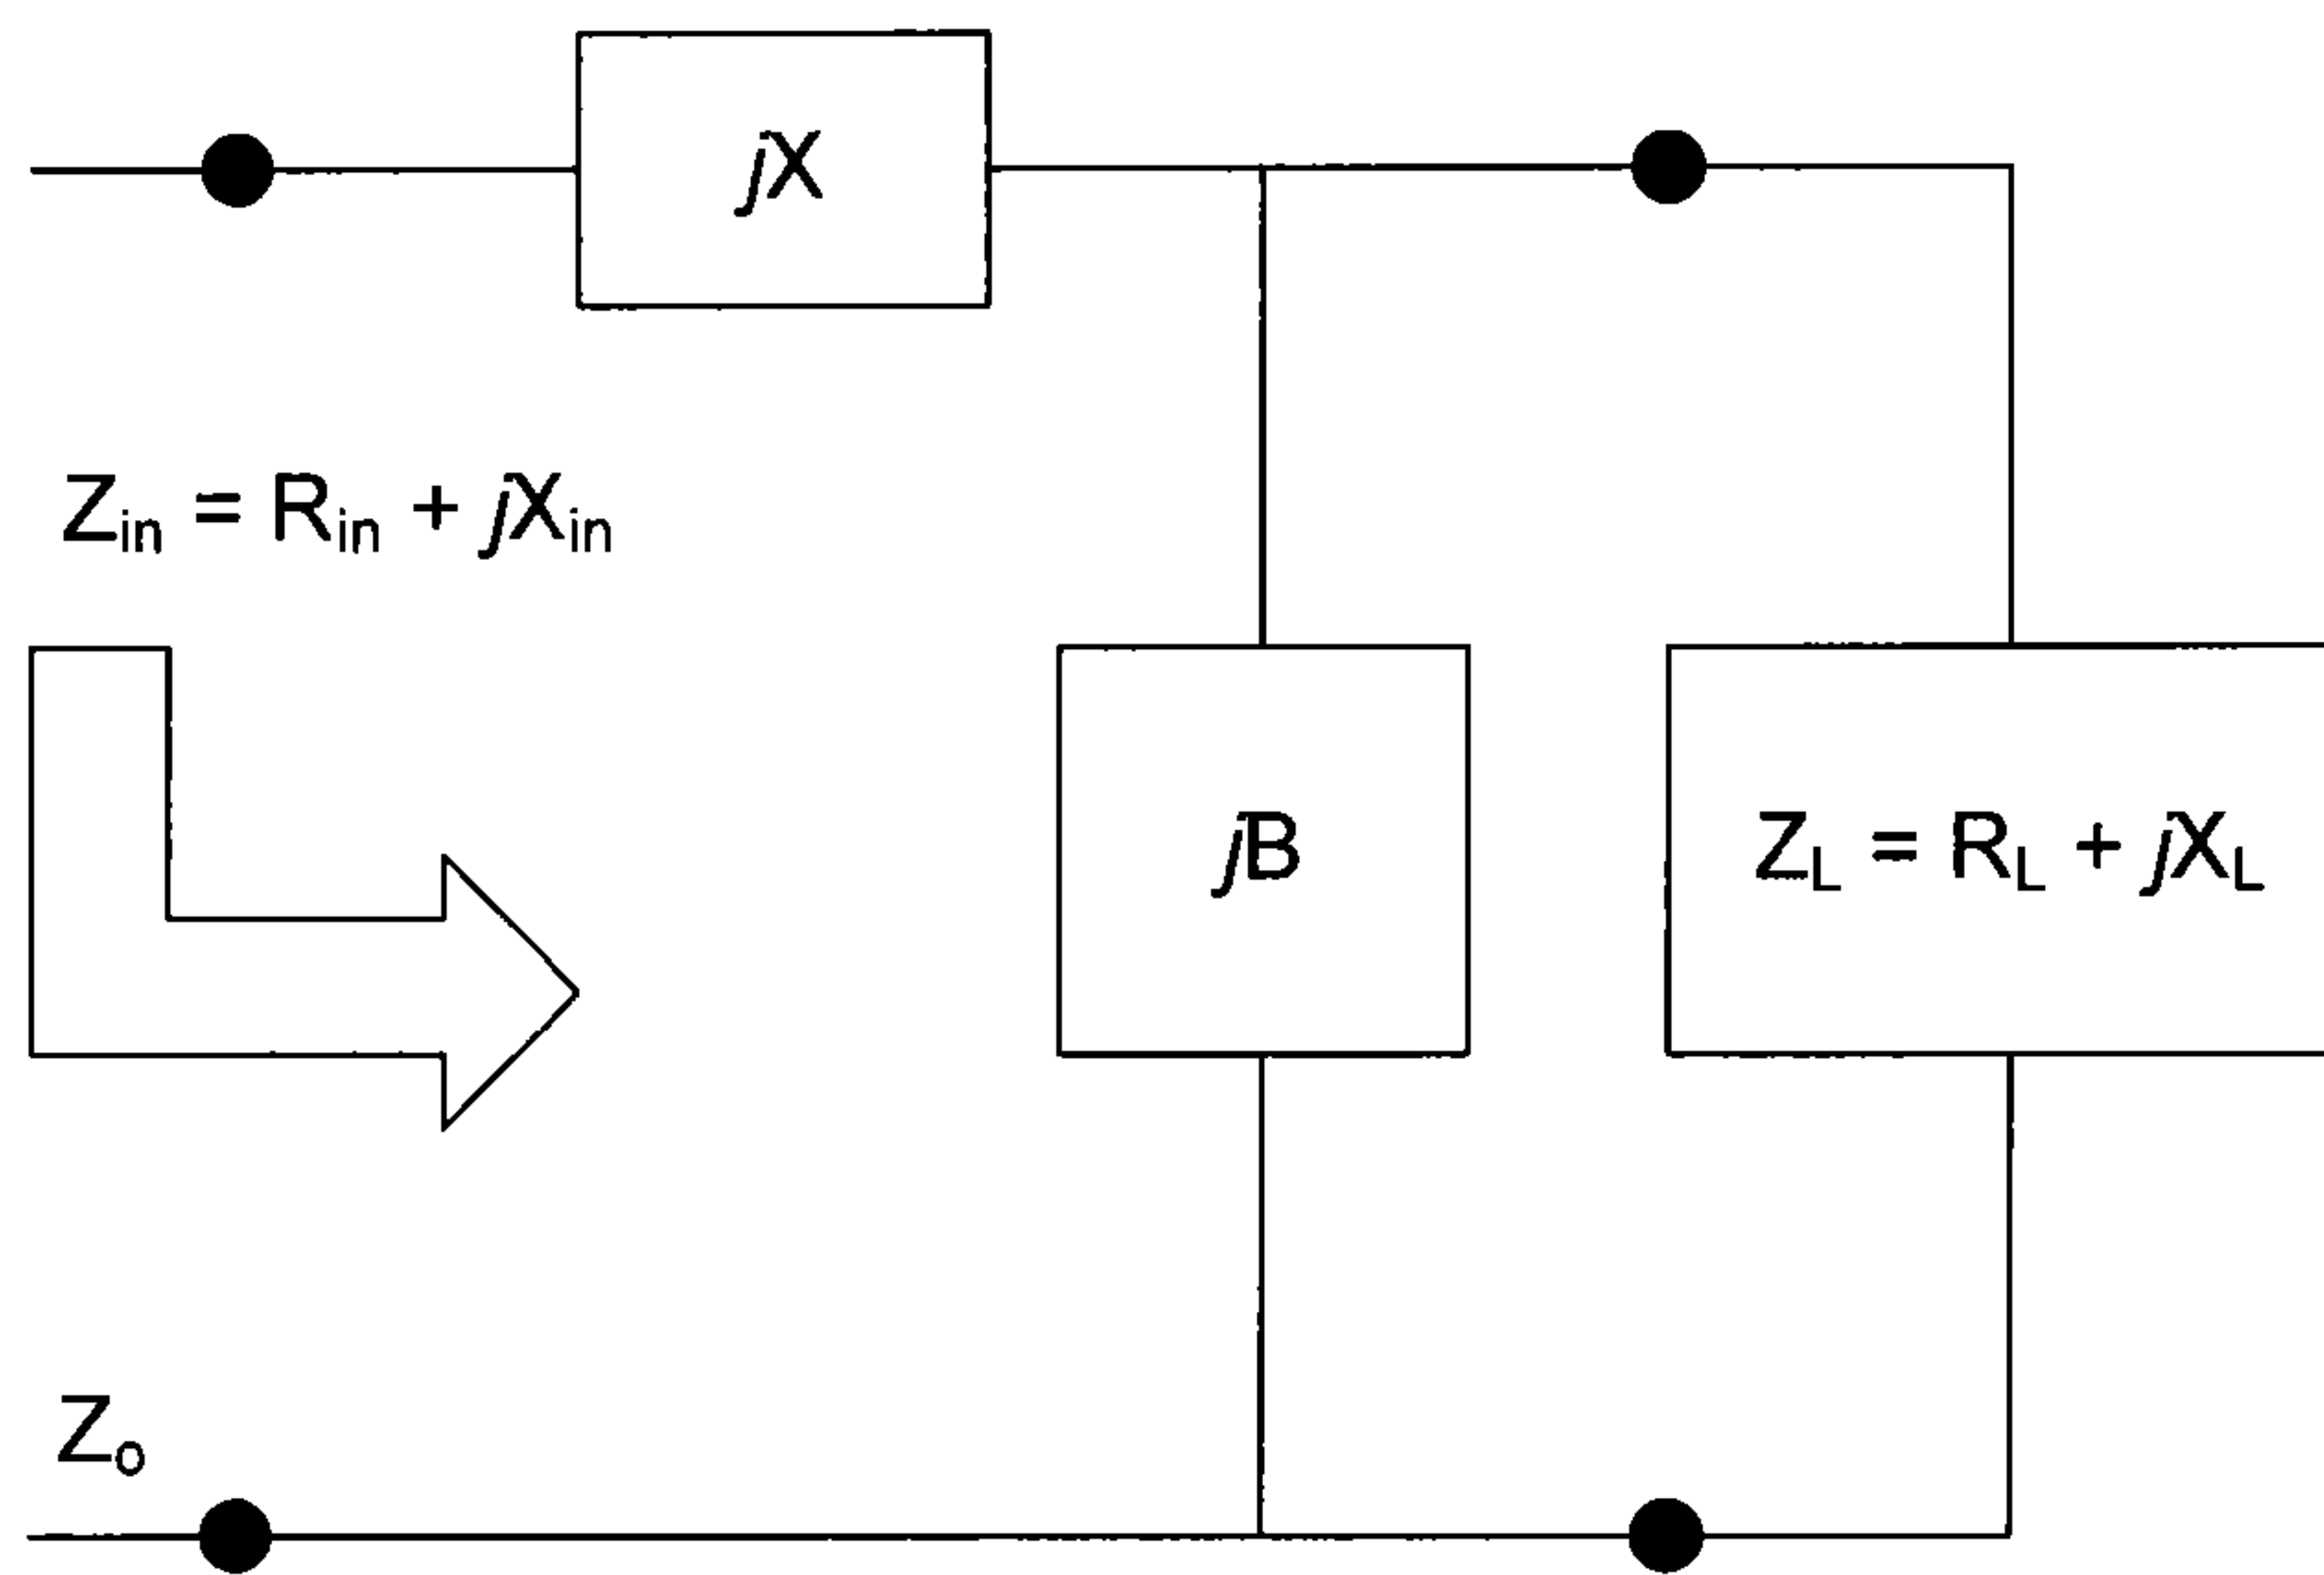 jX
Zin = Rin + jXin
jB
ZL = RL + jXL
Zo